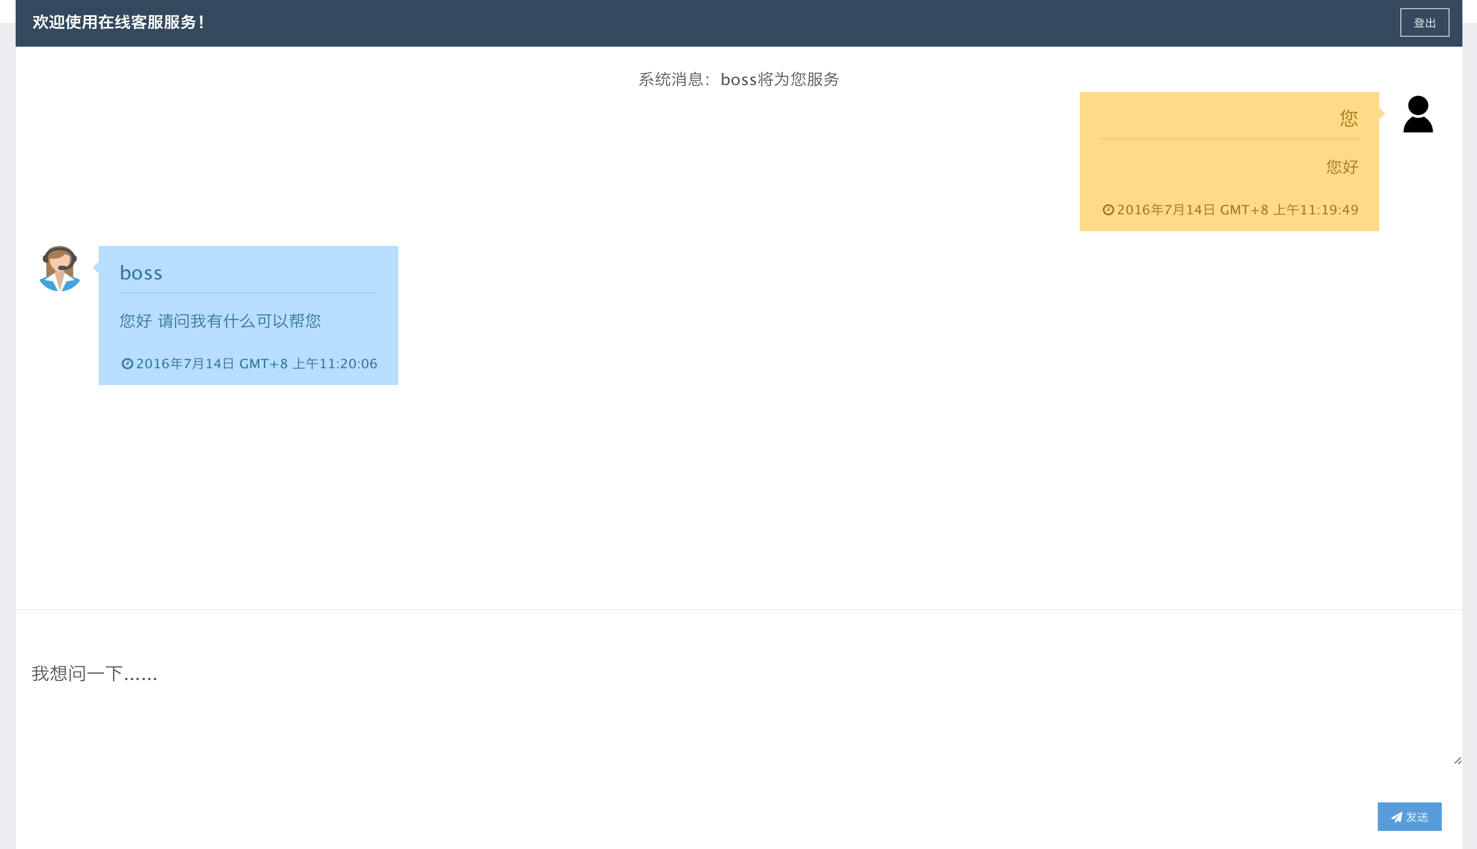 欢迎使用在线客服服务！
登出
系统消息：boss将为您服务
您
您好
2016年7月14日 GMT+8 上午11:19:49
boss
您好 请问我有什么可以帮您
2016年7月14日 GMT+8 上午11:20:06
我想问一下......
发送